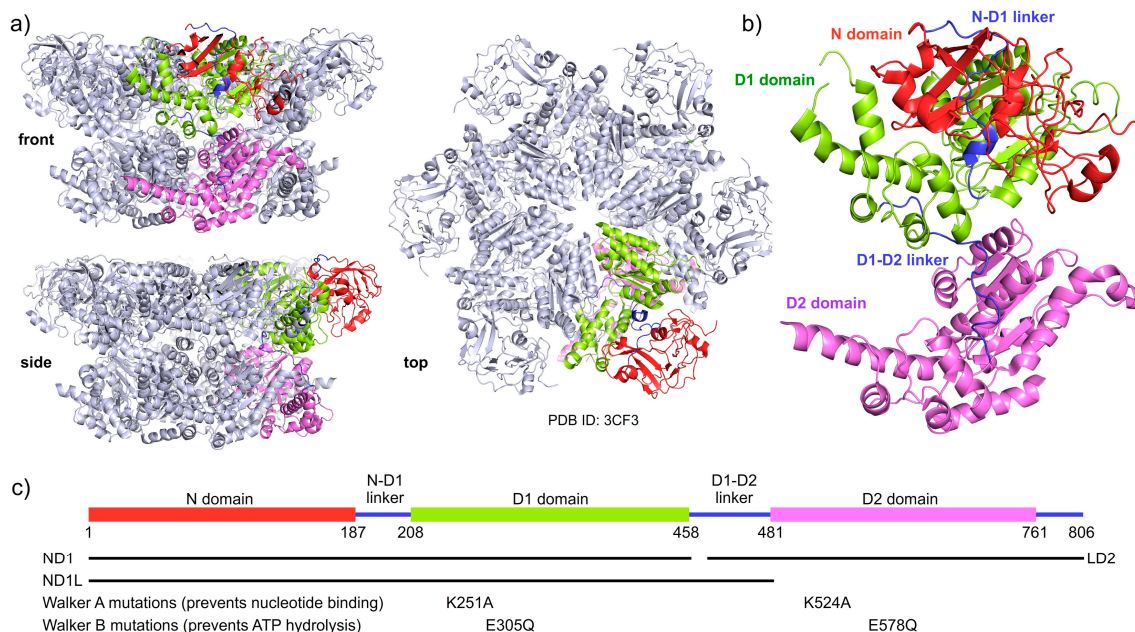 a)
front
side
top
PDB ID: 3CF3
b)
N-D1 linker
N domain
D1 domain
D1-D2 linker
D2 domain
c)
N domain
N-D1
linker
D1 domain
D1-D2
linker
D2 domain
1 187 208 458 481 761 806
ND1 LD2
ND1L
Walker A mutations (prevents nucleotide binding) K251A K524A
Walker B mutations (prevents ATP hydrolysis) E305Q E578Q